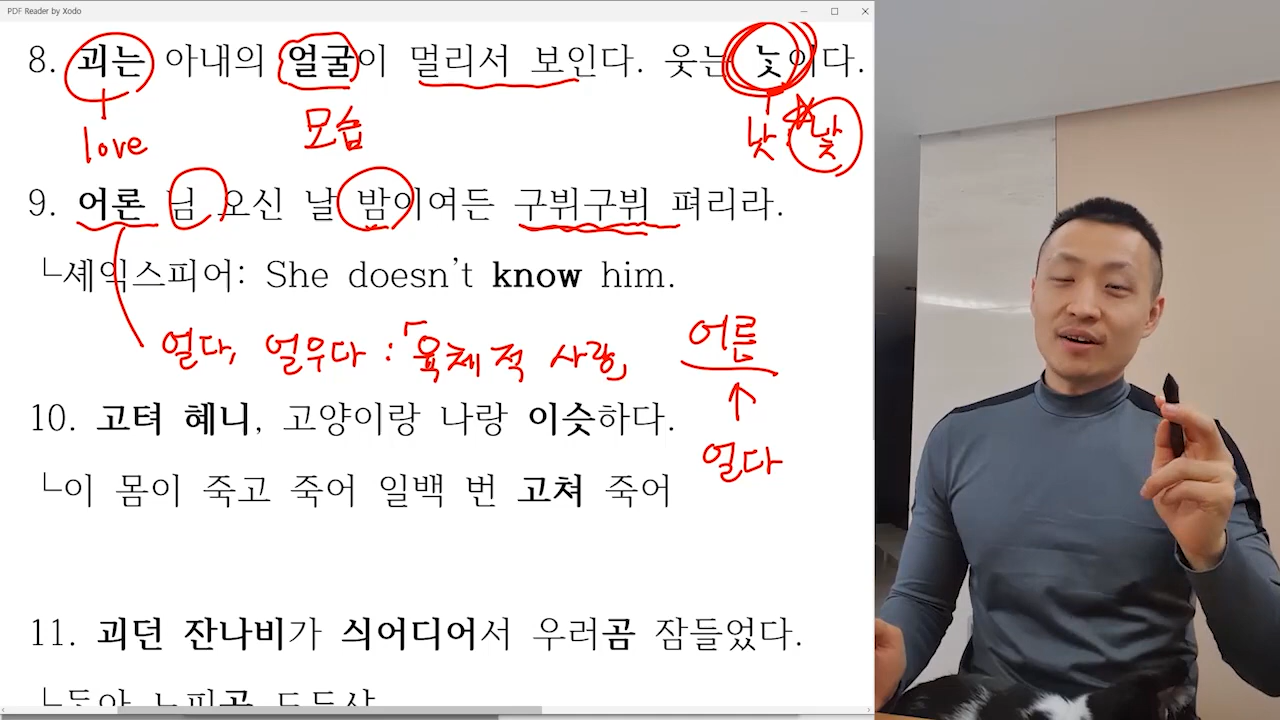 PDF Reader by Xodo
8. 괴는 아내의 얼굴이 멀리서 보인다. 웃는 늧이다.
love
모습
낫
낯
9. 어론 님 오신 날 밤이여든 구뷔구뷔 펴리라.
└셰익스피어: She doesn't know him.
얼다, 얼우다 : 「육체적 사랑」
어른
얼다
10. 고텨 혜니, 고양이랑 나랑 이슷하다.
└이 몸이 죽고 죽어 일백 번 고쳐 죽어
11. 괴던 잔나비가 싀어디어서 우러곰 잠들었다.